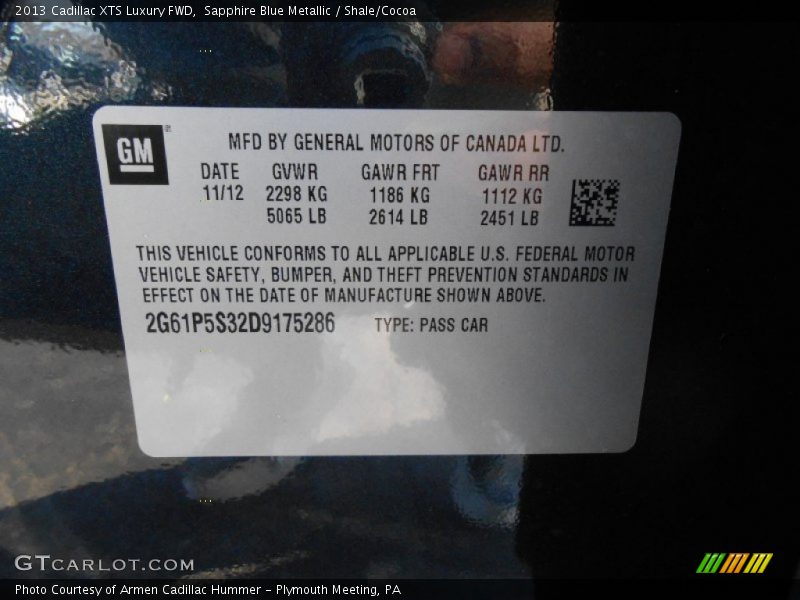 2013 Cadillac XTS Luxury FWD, Sapphire Blue Metallic / Shale/Cocoa
GM
MFD BY GENERAL MOTORS OF CANADA LTD.
DATE GVWR GAWR FRT GAWR RR
11/12 2298 KG 1186 KG 1112 KG
5065 LB 2614 LB 2451 LB
THIS VEHICLE CONFORMS TO ALL APPLICABLE U.S. FEDERAL MOTOR
VEHICLE SAFETY, BUMPER, AND THEFT PREVENTION STANDARDS IN
EFFECT ON THE DATE OF MANUFACTURE SHOWN ABOVE.
2G61P5S32D9175286 TYPE: PASS CAR
GTCARLOT.COM
Photo Courtesy of Armen Cadillac Hummer - Plymouth Meeting, PA